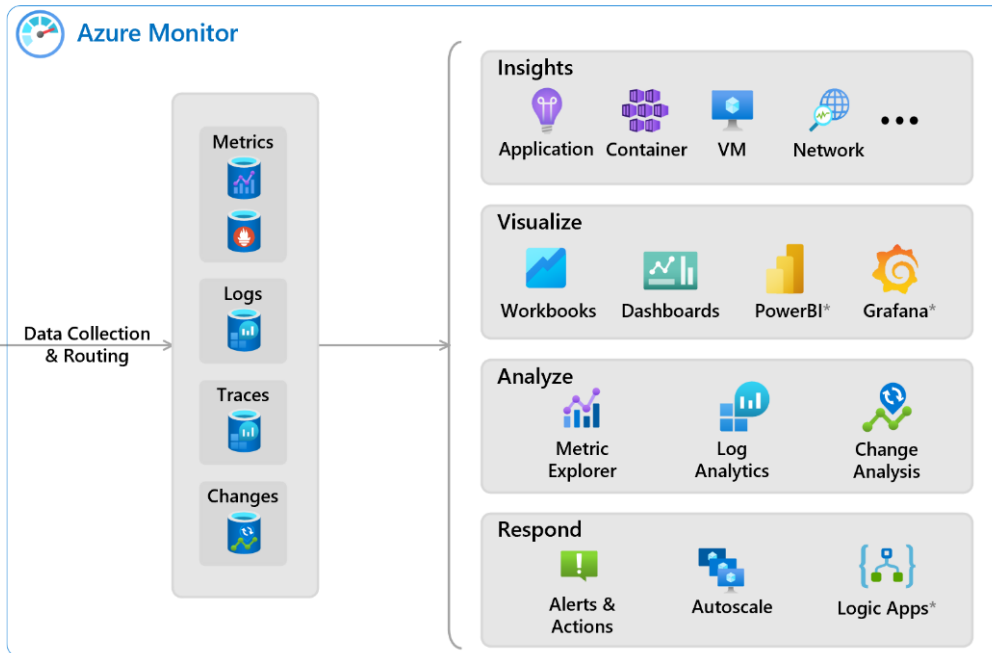 Azure Monitor
Data Collection
& Routing
Metrics
Logs
Traces
Changes
Insights
Application
Container
VM
Network
Visualize
Workbooks
Dashboards
PowerBI*
Grafana*
Analyze
Metric
Explorer
Log
Analytics
Change
Analysis
Respond
Alerts &
Actions
Autoscale
Logic Apps*